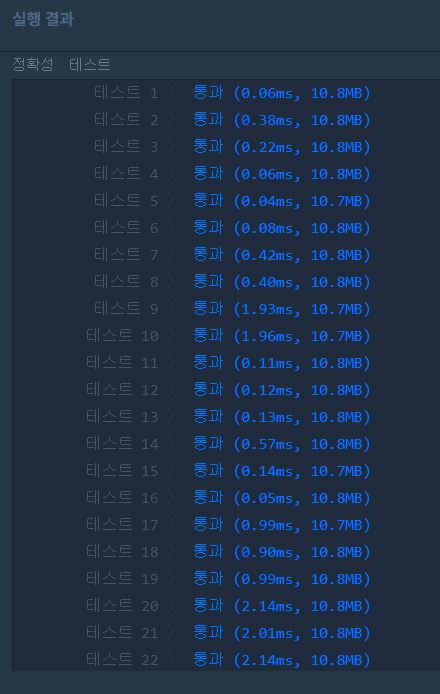 실행 결과
정확성 테스트
테스트 1 〉 통과 (0.06ms, 10.8MB)
테스트 2 〉 통과 (0.38ms, 10.8MB)
테스트 3 〉 통과 (0.22ms, 10.8MB)
테스트 4 〉 통과 (0.06ms, 10.8MB)
테스트 5 〉 통과 (0.04ms, 10.7MB)
테스트 6 〉 통과 (0.08ms, 10.8MB)
테스트 7 〉 통과 (0.42ms, 10.8MB)
테스트 8 〉 통과 (0.40ms, 10.8MB)
테스트 9 〉 통과 (1.93ms, 10.7MB)
테스트 10 〉 통과 (1.96ms, 10.7MB)
테스트 11 〉 통과 (0.11ms, 10.8MB)
테스트 12 〉 통과 (0.12ms, 10.8MB)
테스트 13 〉 통과 (0.13ms, 10.8MB)
테스트 14 〉 통과 (0.57ms, 10.8MB)
테스트 15 〉 통과 (0.14ms, 10.7MB)
테스트 16 〉 통과 (0.05ms, 10.8MB)
테스트 17 〉 통과 (0.99ms, 10.7MB)
테스트 18 〉 통과 (0.90ms, 10.8MB)
테스트 19 〉 통과 (0.99ms, 10.8MB)
테스트 20 〉 통과 (2.14ms, 10.8MB)
테스트 21 〉 통과 (2.01ms, 10.8MB)
테스트 22 〉 통과 (2.14ms, 10.8MB)